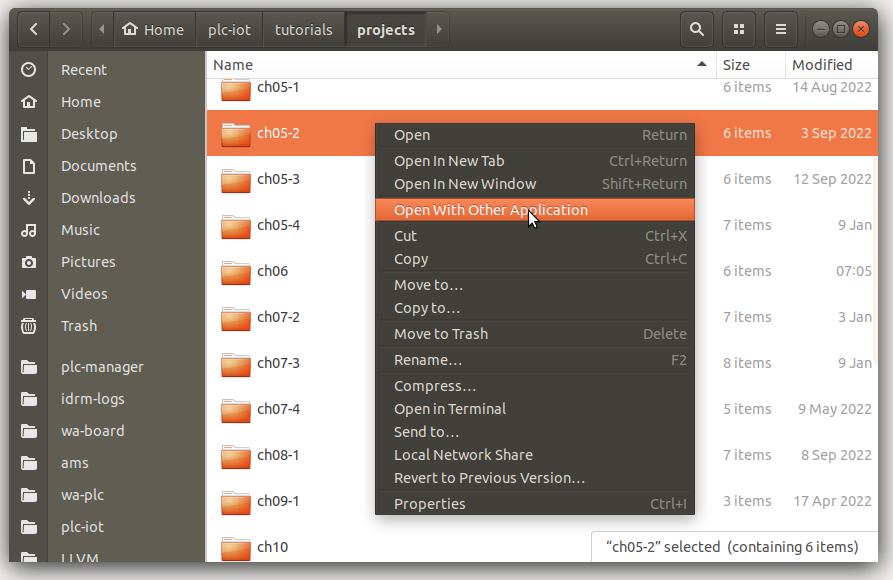 Home plc-iot tutorials projects
Name Size Modified
Recent
Home
Desktop
Documents
Downloads
Music
Pictures
Videos
Trash
plc-manager
idrm-logs
wa-board
ams
wa-plc
plc-iot
LLVM
ch05-1 6 items 14 Aug 2022
ch05-2 6 items 3 Sep 2022
ch05-3 6 items 12 Sep 2022
ch05-4 7 items 9 Jan
ch06 6 items 07:05
ch07-2 7 items 3 Jan
ch07-3 8 items 9 Jan
ch07-4 5 items 9 May 2022
ch08-1 7 items 8 Sep 2022
ch09-1 3 items 17 Apr 2022
ch10
Open Return
Open In New Tab Ctrl+Return
Open In New Window Shift+Return
Open With Other Application
Cut Ctrl+X
Copy Ctrl+C
Move to…
Copy to…
Move to Trash Delete
Rename… F2
Compress…
Open in Terminal
Send to…
Local Network Share
Revert to Previous Version…
Properties Ctrl+I
“ch05-2” selected (containing 6 items)